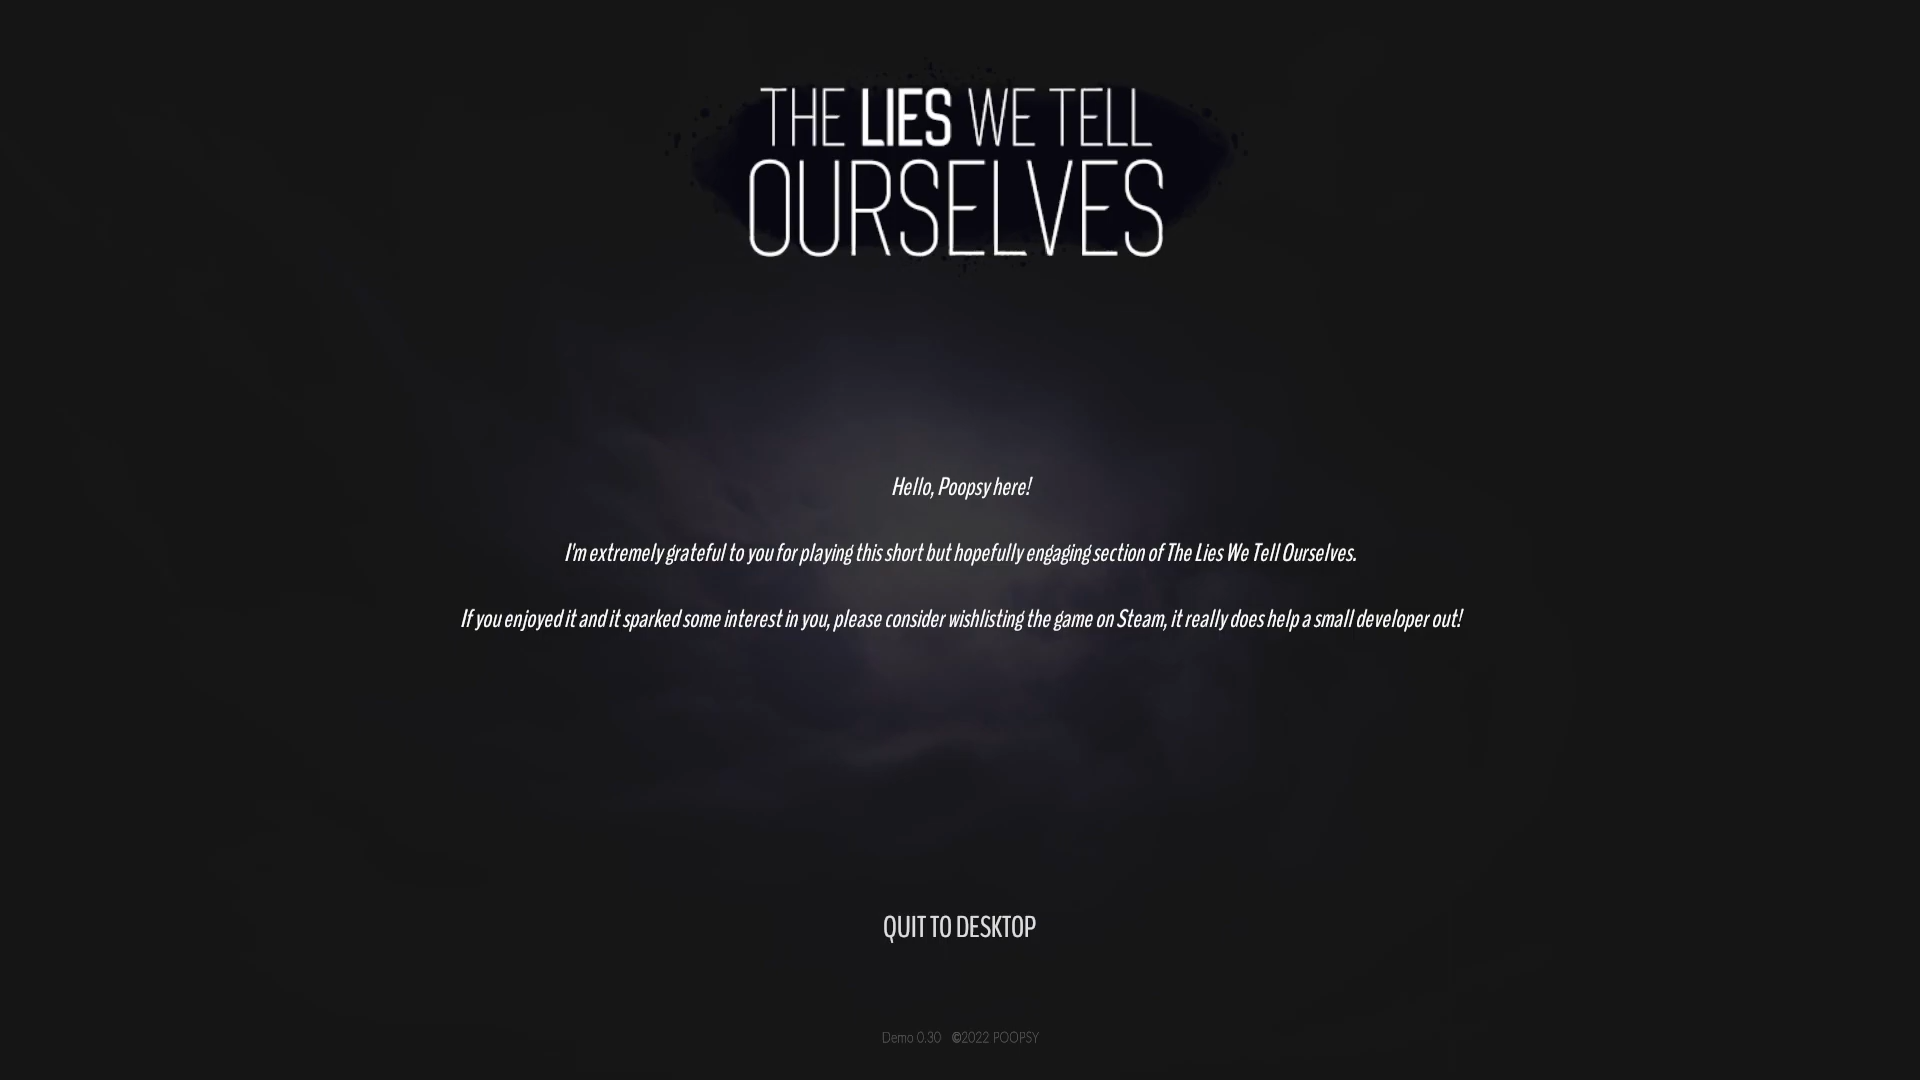 THE LIES WE TELL
OURSELVES
Hello, Poopsy here!
I'm extremely grateful to you for playing this short but hopefully engaging section of The Lies We Tell Ourselves.
If you enjoyed it and it sparked some interest in you, please consider wishlisting the game on Steam, it really does help a small developer out!
QUIT TO DESKTOP
Demo 0.30 ©2022 POOPSY